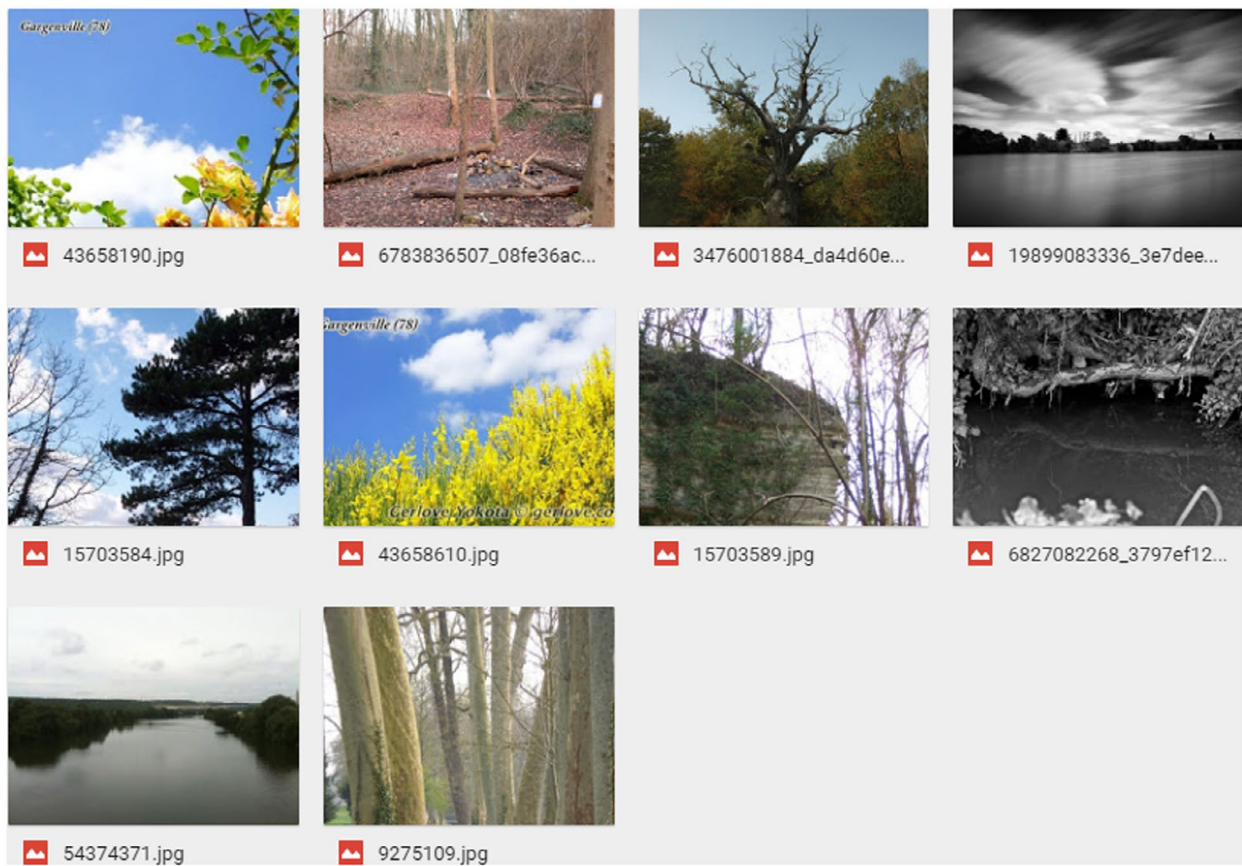 Gargenville (78)
43658190.jpg
6783836507_08fe36ac...
3476001884_da4d60e...
19899083336_3e7dee...
Gargenville (78)
Gerlove Yokota © gerlove.co
15703584.jpg
43658610.jpg
15703589.jpg
6827082268_3797ef12...
54374371.jpg
9275109.jpg